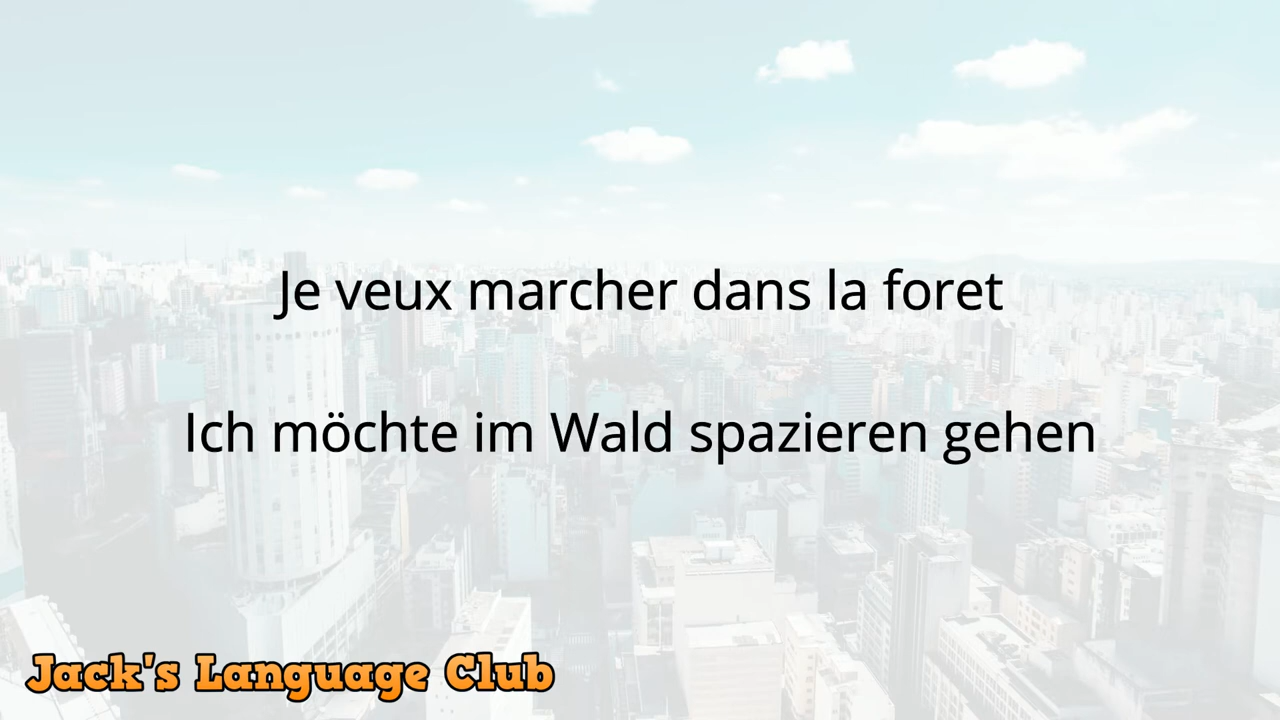 Je veux marcher dans la foret
Ich möchte im Wald spazieren gehen
Jack's Language Club